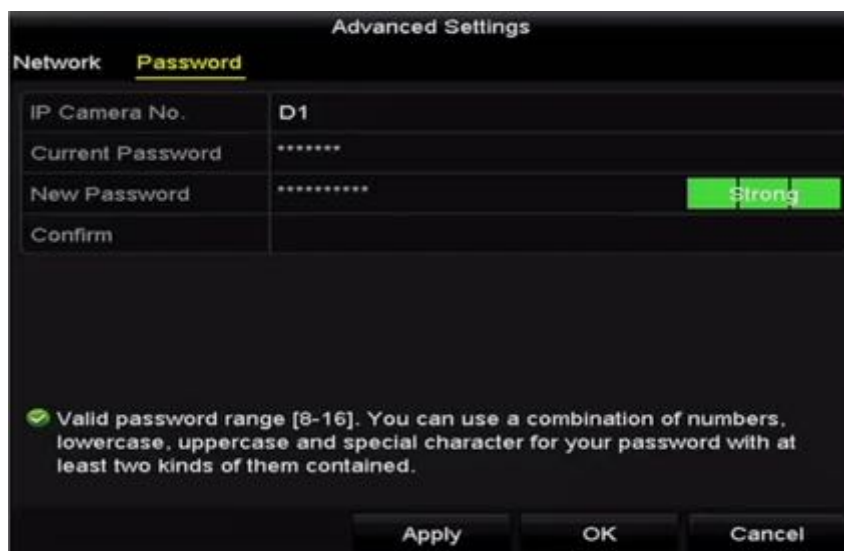 Advanced Settings
Network Password
IP Camera No. D1
Current Password *******
New Password ********** Strong
Confirm
Valid password range [8-16]. You can use a combination of numbers,
lowercase, uppercase and special character for your password with at
least two kinds of them contained.
Apply OK Cancel